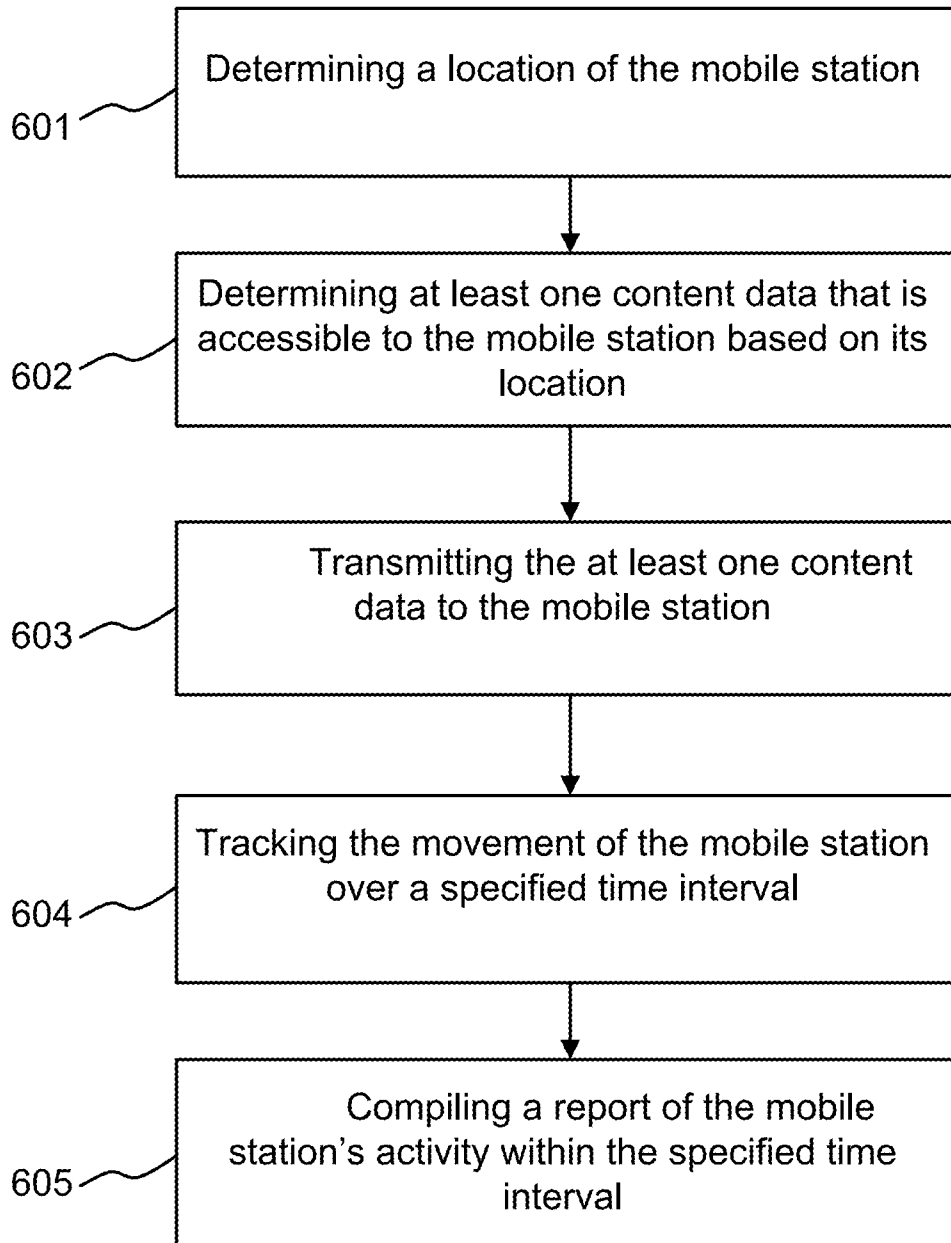 Determining a location of the mobile station
601
Determining at least one content data that is
accessible to the mobile station based on its
location
602
Transmitting the at least one content
data to the mobile station
603
Tracking the movement of the mobile station
over a specified time interval
604
Compiling a report of the mobile
station’s activity within the specified time
interval
605